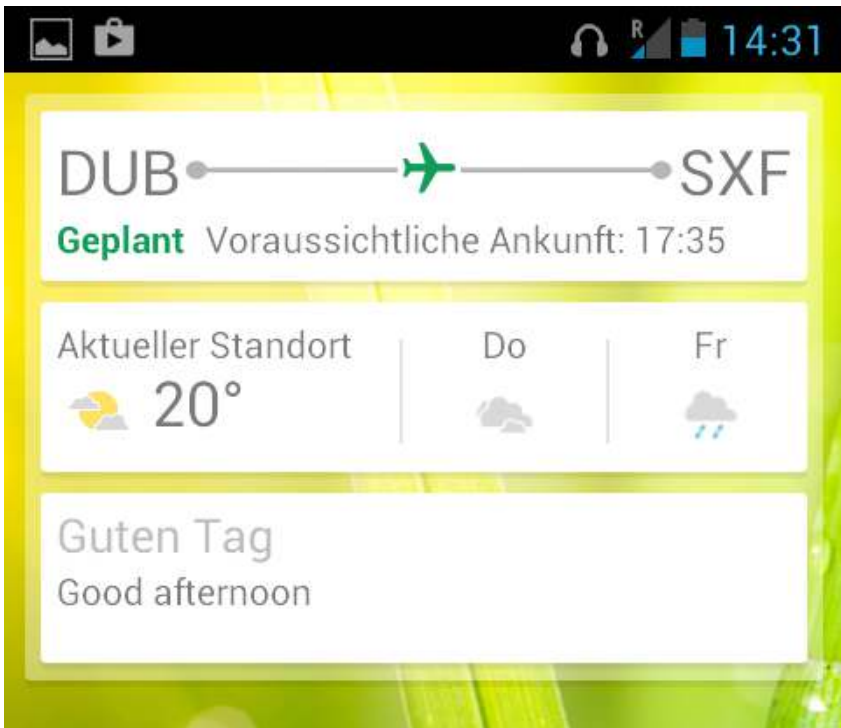 R 14:31
DUB SXF
Geplant Voraussichtliche Ankunft: 17:35
Aktueller Standort Do Fr
20°
Guten Tag
Good afternoon